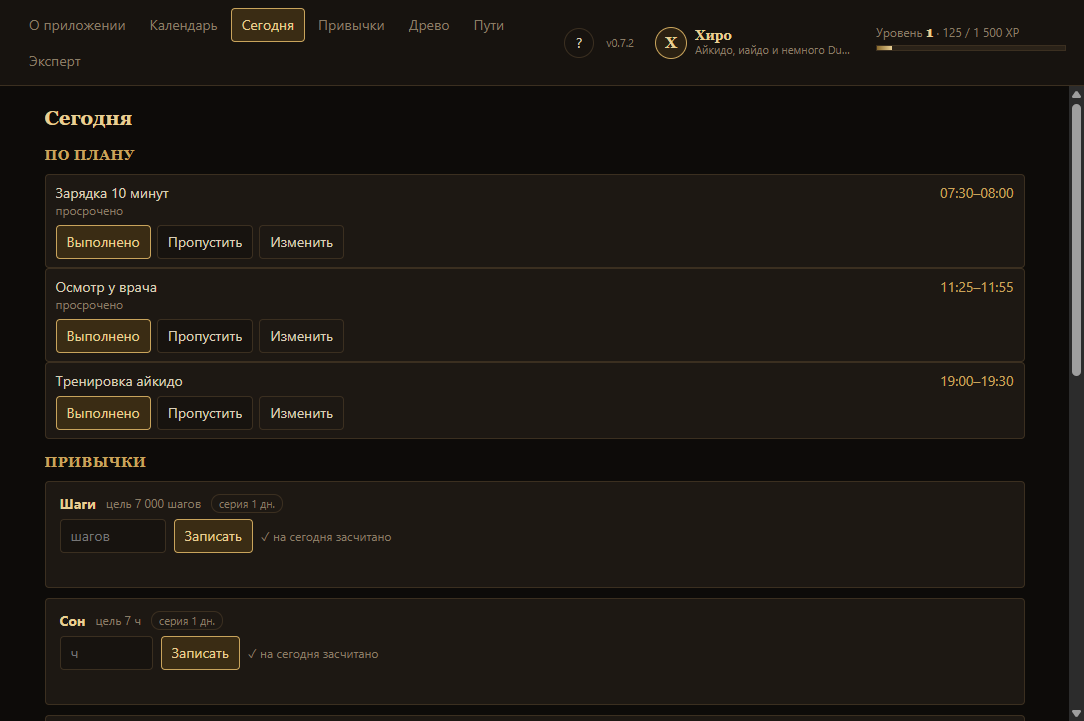 О приложении Календарь Сегодня Привычки Древо Пути
Эксперт
?
v0.7.2
Х
Хиро
Айкидо, иайдо и немного Du...
Уровень 1 · 125 / 1 500 XP
Сегодня
ПО ПЛАНУ
Зарядка 10 минут 07:30–08:00
просрочено
Выполнено Пропустить Изменить
Осмотр у врача 11:25–11:55
просрочено
Выполнено Пропустить Изменить
Тренировка айкидо 19:00–19:30
Выполнено Пропустить Изменить
ПРИВЫЧКИ
Шаги цель 7 000 шагов серия 1 дн.
шагов Записать ✓ на сегодня засчитано
Сон цель 7 ч серия 1 дн.
ч Записать ✓ на сегодня засчитано